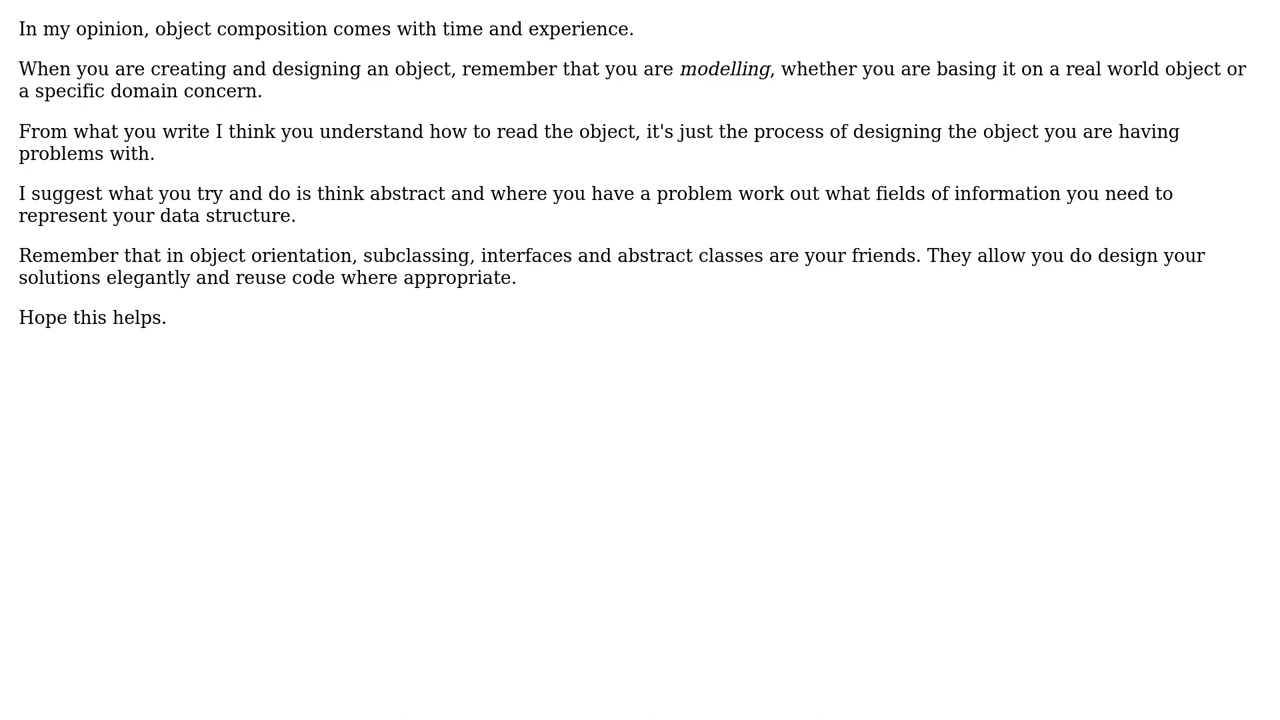 In my opinion, object composition comes with time and experience.
When you are creating and designing an object, remember that you are modelling, whether you are basing it on a real world object or
a specific domain concern.
From what you write I think you understand how to read the object, it's just the process of designing the object you are having
problems with.
I suggest what you try and do is think abstract and where you have a problem work out what fields of information you need to
represent your data structure.
Remember that in object orientation, subclassing, interfaces and abstract classes are your friends. They allow you do design your
solutions elegantly and reuse code where appropriate.
Hope this helps.